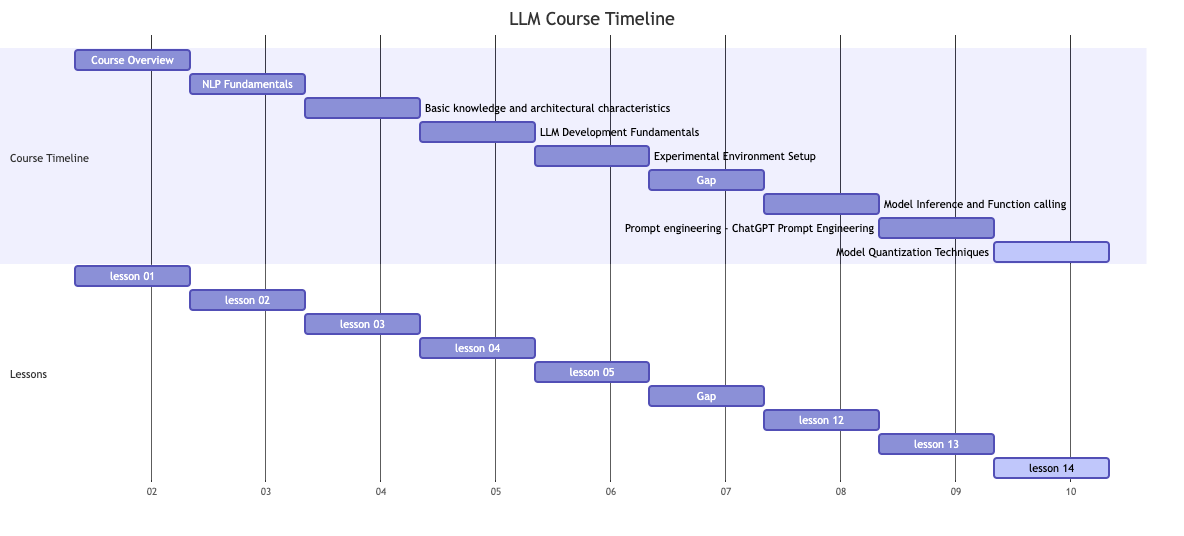 LLM Course Timeline
Course Overview
NLP Fundamentals
Basic knowledge and architectural characteristics
LLM Development Fundamentals
Experimental Environment Setup
Course Timeline
Gap
Model Inference and Function calling
Prompt engineering - ChatGPT Prompt Engineering
Model Quantization Techniques
lesson 01
lesson 02
lesson 03
lesson 04
lesson 05
Lessons
Gap
lesson 12
lesson 13
lesson 14
02 03 04 05 06 07 08 09 10